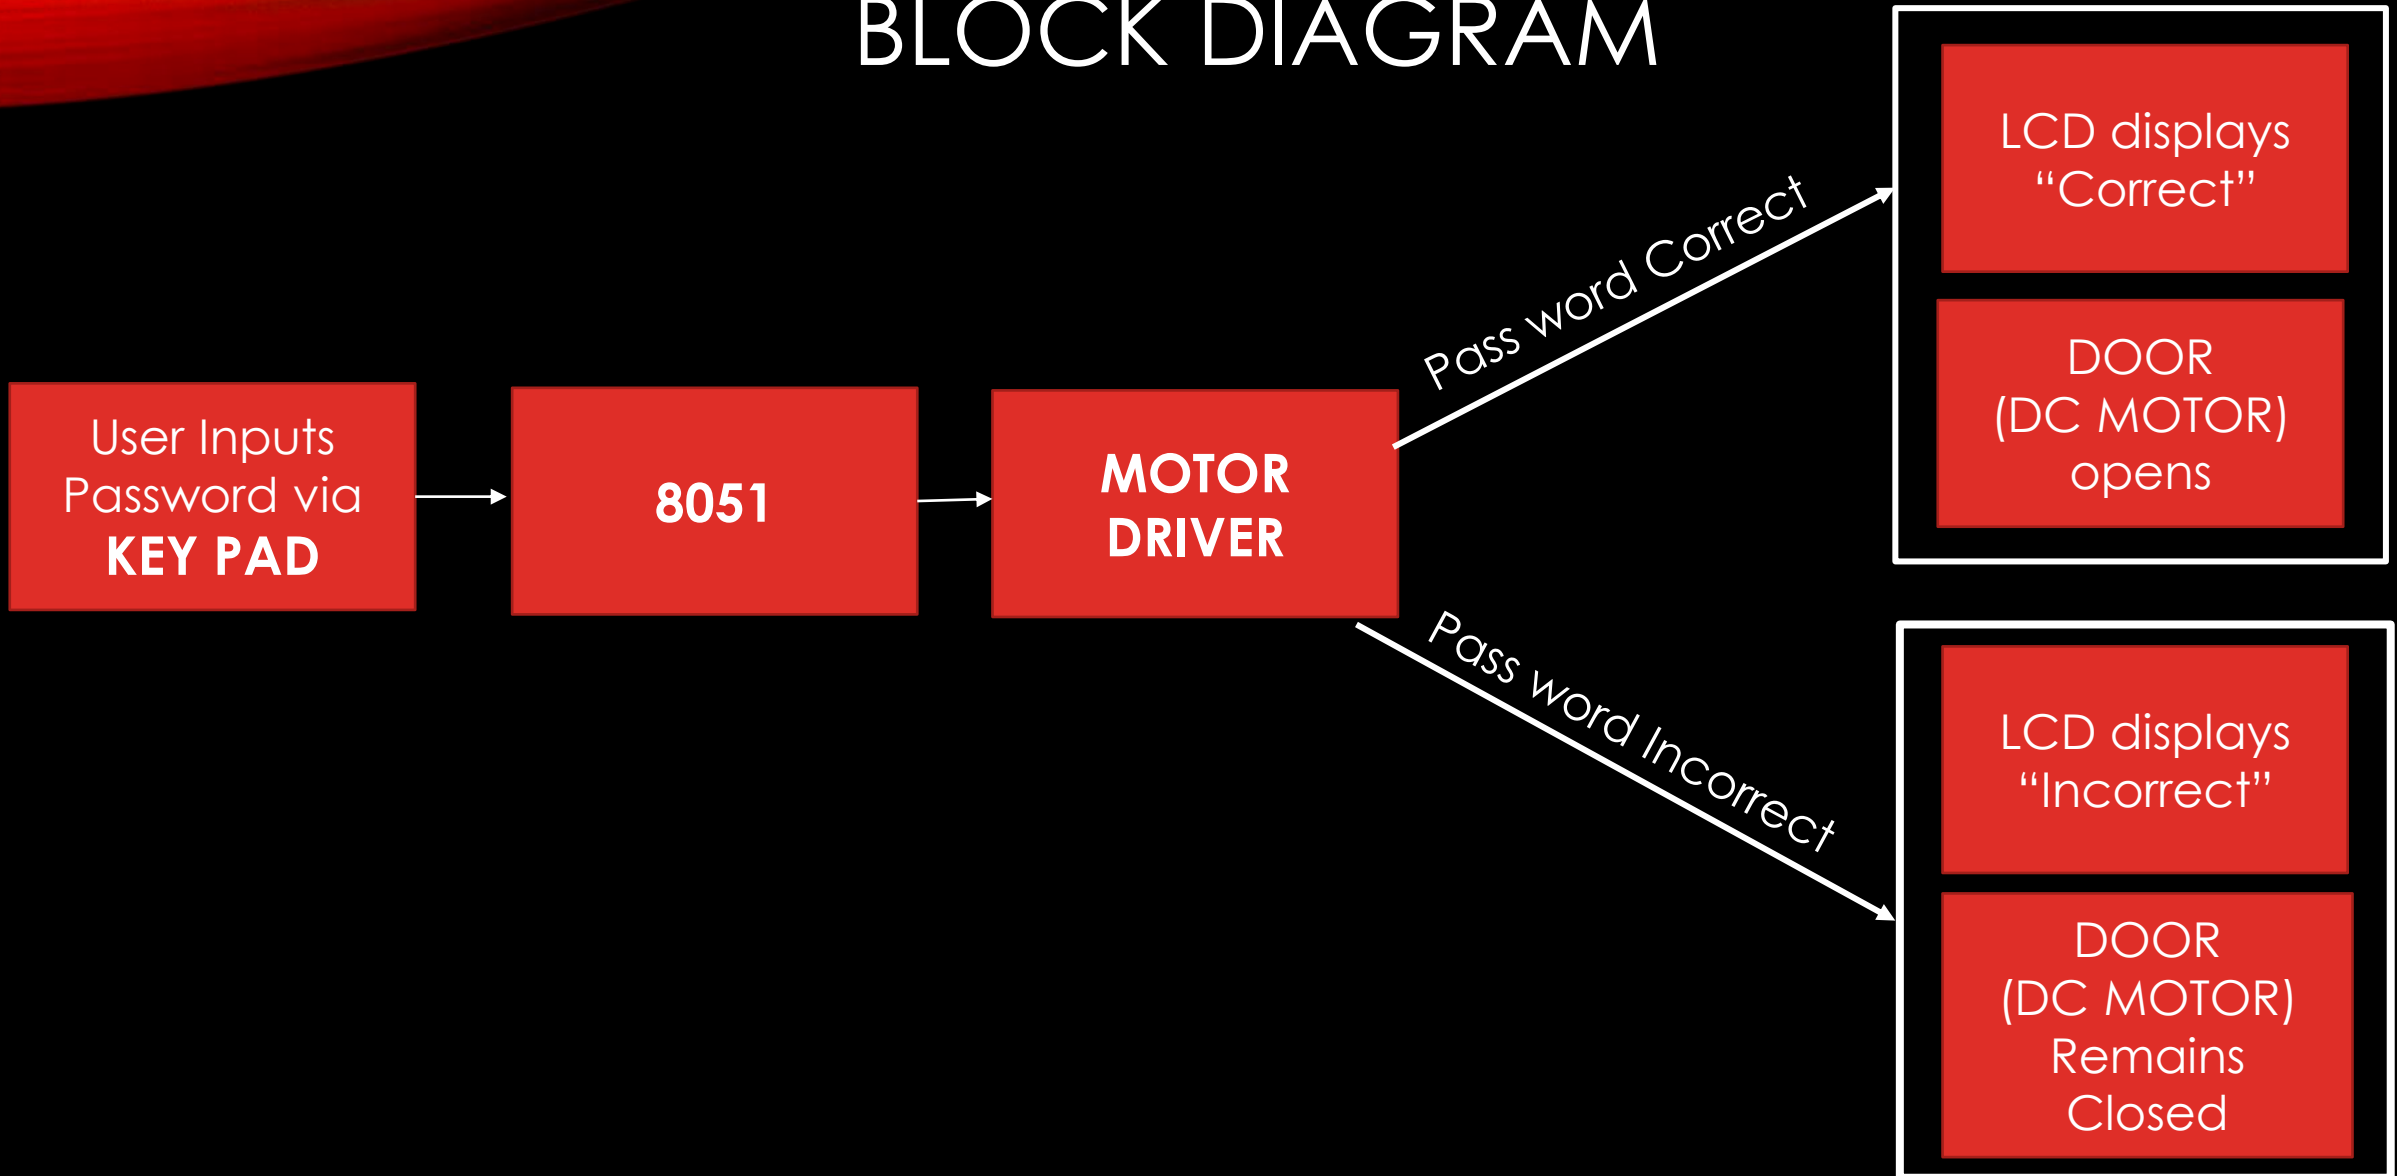 BLOCK DIAGRAM
LCD displays
“Correct”
DOOR
(DC MOTOR)
opens
Pass word Correct
User Inputs
Password via
KEY PAD
8051
MOTOR
DRIVER
Pass word Incorrect
LCD displays
“Incorrect”
DOOR
(DC MOTOR)
Remains
Closed